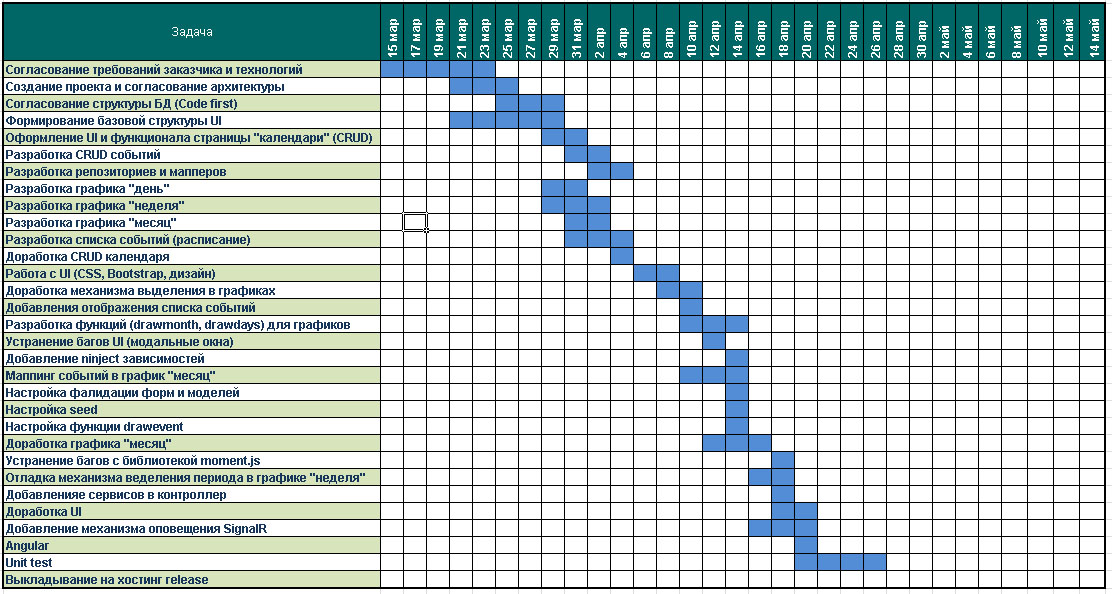 Задача
15 мар
17 мар
19 мар
21 мар
23 мар
25 мар
27 мар
29 мар
31 мар
2 апр
4 апр
6 апр
8 апр
10 апр
12 апр
14 апр
16 апр
18 апр
20 апр
22 апр
24 апр
26 апр
28 апр
30 апр
2 май
4 май
6 май
8 май
10 май
12 май
14 май
Согласование требований заказчика и технологий
Создание проекта и согласование архитектуры
Согласование структуры БД (Code first)
Формирование базовой структуры UI
Оформление UI и функционала страницы "календари" (CRUD)
Разработка CRUD событий
Разработка репозиториев и мапперов
Разработка графика "день"
Разработка графика "неделя"
Разработка графика "месяц"
Разработка списка событий (расписание)
Доработка CRUD календаря
Работа с UI (CSS, Bootstrap, дизайн)
Доработка механизма выделения в графиках
Добавления отображения списка событий
Разработка функций (drawmonth, drawdays) для графиков
Устранение багов UI (модальные окна)
Добавление ninject зависимостей
Маппинг событий в график "месяц"
Настройка фалидации форм и моделей
Настройка seed
Настройка функции drawevent
Доработка графика "месяц"
Устранение багов с библиотекой moment.js
Отладка механизма веделения периода в графике "неделя"
Добавленияе сервисов в контроллер
Доработка UI
Добавление механизма оповещения SignalR
Angular
Unit test
Выкладывание на хостинг release